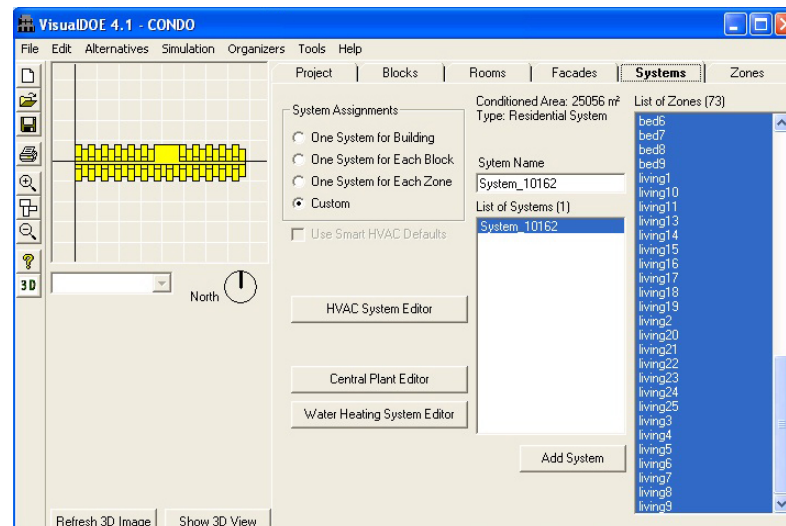 VisualDOE 4.1 - CONDO
File Edit Alternatives Simulation Organizers Tools Help
Project Blocks Rooms Facades Systems Zones
System Assignments
One System for Building
One System for Each Block
One System for Each Zone
Custom
Use Smart HVAC Defaults
Conditioned Area: 25056 m²
Type: Residential System
Sytem Name
System_10162
List of Systems (1)
System_10162
List of Zones (73)
bed6
bed7
bed8
bed9
living1
living10
living11
living13
living14
living15
living16
living17
living18
living19
living2
living20
living21
living22
living23
living24
living25
living3
living4
living5
living6
living7
living8
living9
3D
North
HVAC System Editor
Central Plant Editor
Water Heating System Editor
Add System
Refresh 3D Image Show 3D View